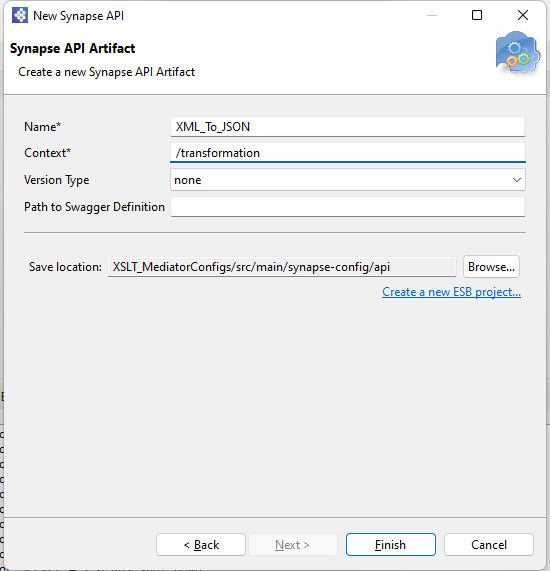 New Synapse API
Synapse API Artifact
Create a new Synapse API Artifact
Name* XML_To_JSON
Context* /transformation
Version Type none
Path to Swagger Definition
Save location: XSLT_MediatorConfigs/src/main/synapse-config/api Browse...
Create a new ESB project...
< Back Next > Finish Cancel